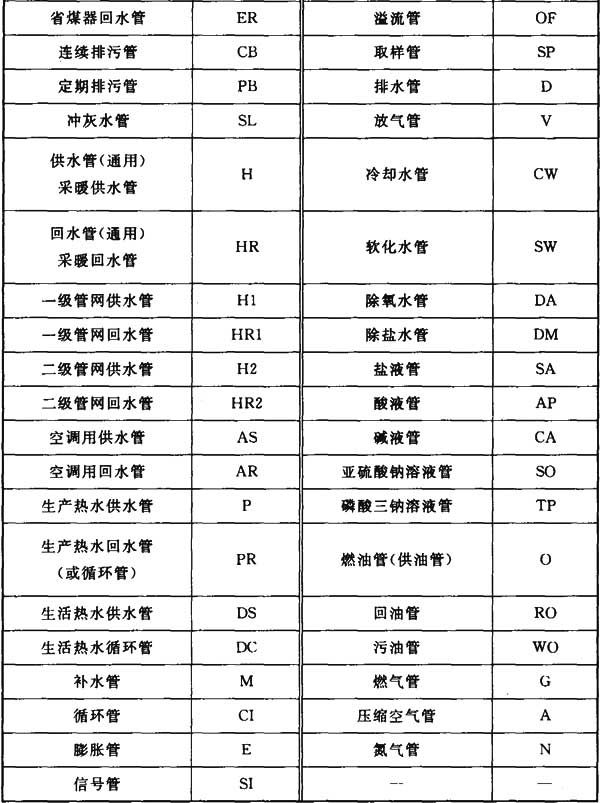 省煤器回水管 ER 溢流管 OF
连续排污管 CB 取样管 SP
定期排污管 PB 排水管 D
冲灰水管 SL 放气管 V
供水管(通用)
采暖供水管 H 冷却水管 CW
回水管(通用)
采暖回水管 HR 软化水管 SW
一级管网供水管 H1 除氧水管 DA
一级管网回水管 HR1 除盐水管 DM
二级管网供水管 H2 盐液管 SA
二级管网回水管 HR2 酸液管 AP
空调用供水管 AS 碱液管 CA
空调用回水管 AR 亚硫酸钠溶液管 SO
生产热水供水管 P 磷酸三钠溶液管 TP
生产热水回水管
(或循环管) PR 燃油管(供油管) O
生活热水供水管 DS 回油管 RO
生活热水循环管 DC 污油管 WO
补水管 M 燃气管 G
循环管 CI 压缩空气管 A
膨胀管 E 氮气管 N
信号管 SI — —